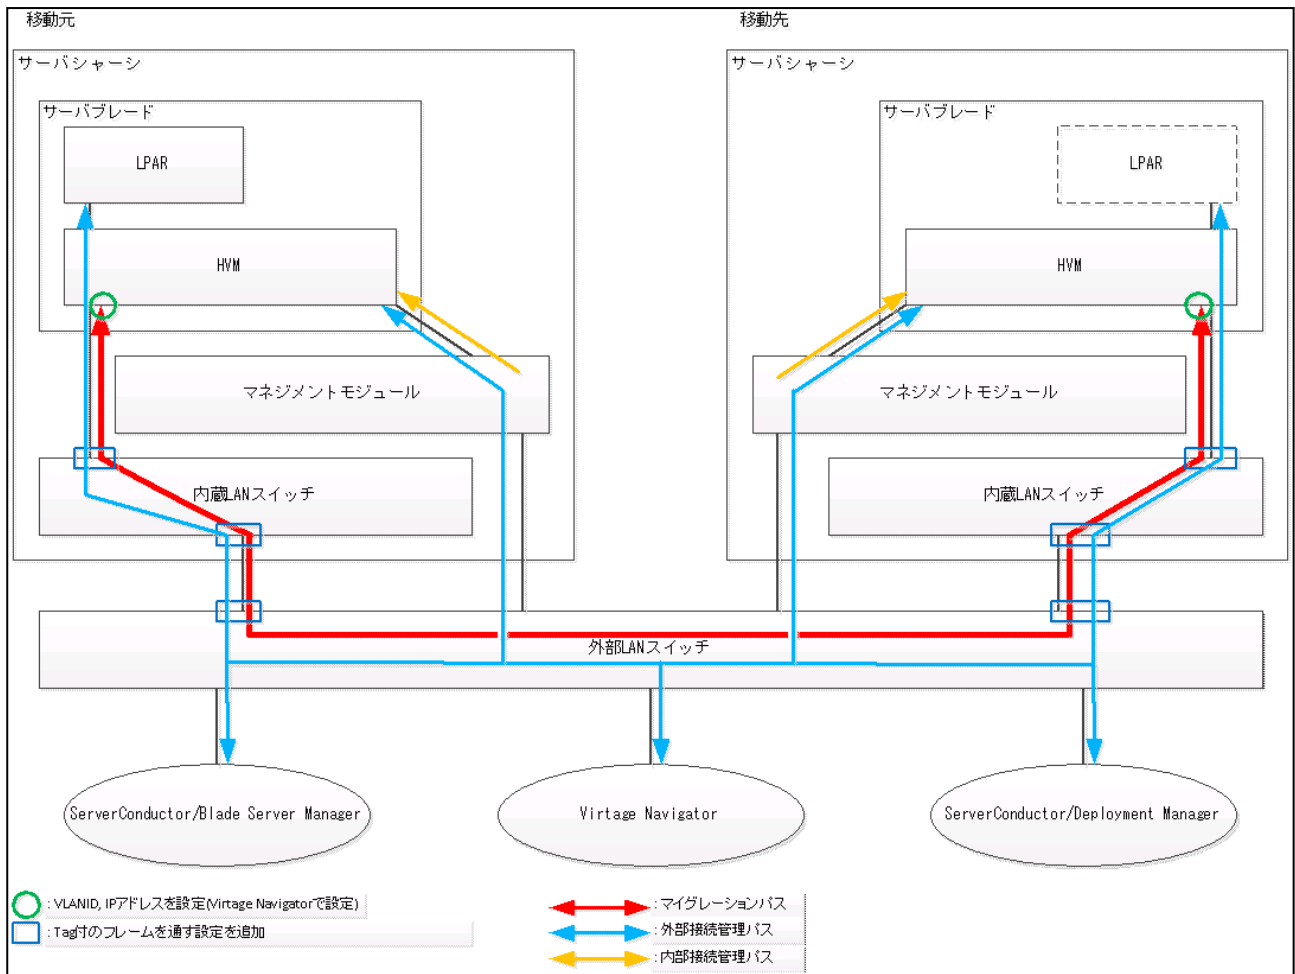 移動元
移動先
サーバシャーシ
サーバシャーシ
サーバブレード
サーバブレード
LPAR
LPAR
HVM
HVM
マネジメントモジュール
マネジメントモジュール
内蔵LANスイッチ
内蔵LANスイッチ
外部LANスイッチ
ServerConductor/Blade Server Manager
Virtage Navigator
ServerConductor/Deployment Manager
: VLANID, IPアドレスを設定(Virtage Navigatorで設定)
: Tag付のフレームを通す設定を追加
: マイグレーションパス
: 外部接続管理パス
: 内部接続管理パス